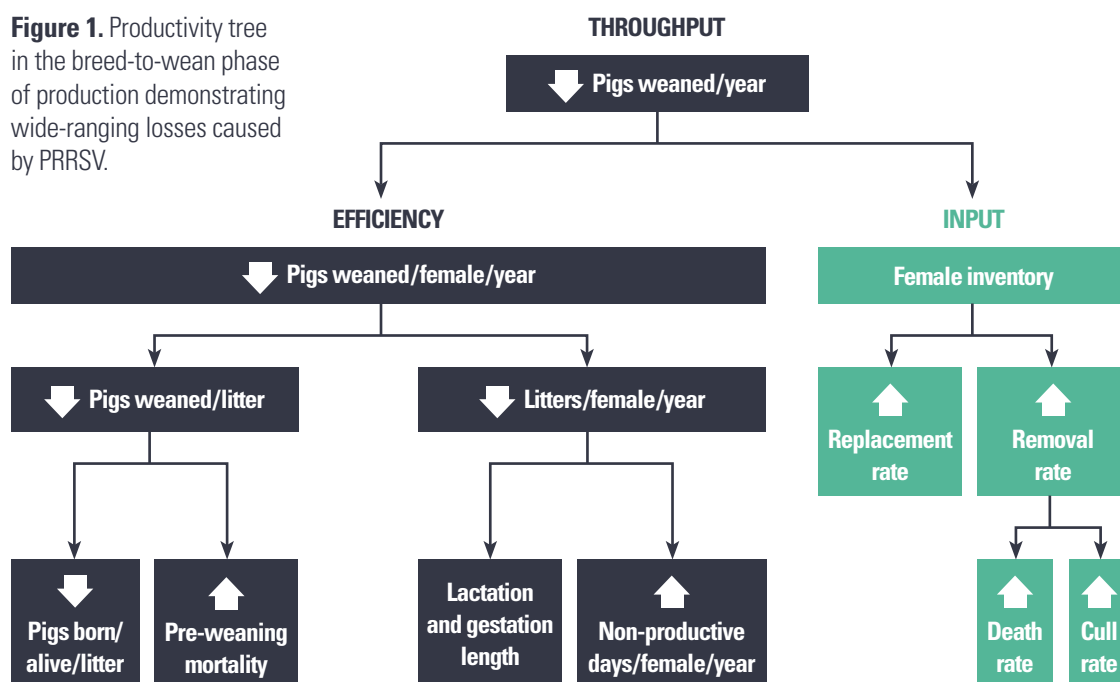 Figure 1. Productivity tree
in the breed-to-wean phase
of production demonstrating
wide-ranging losses caused
by PRRSV.
THROUGHPUT
Pigs weaned/year
EFFICIENCY
INPUT
Pigs weaned/female/year
Female inventory
Pigs weaned/litter
Litters/female/year
Replacement
rate
Removal
rate
Pigs born/
alive/litter
Pre-weaning
mortality
Lactation
and gestation
length
Non-productive
days/female/year
Death
rate
Cull
rate